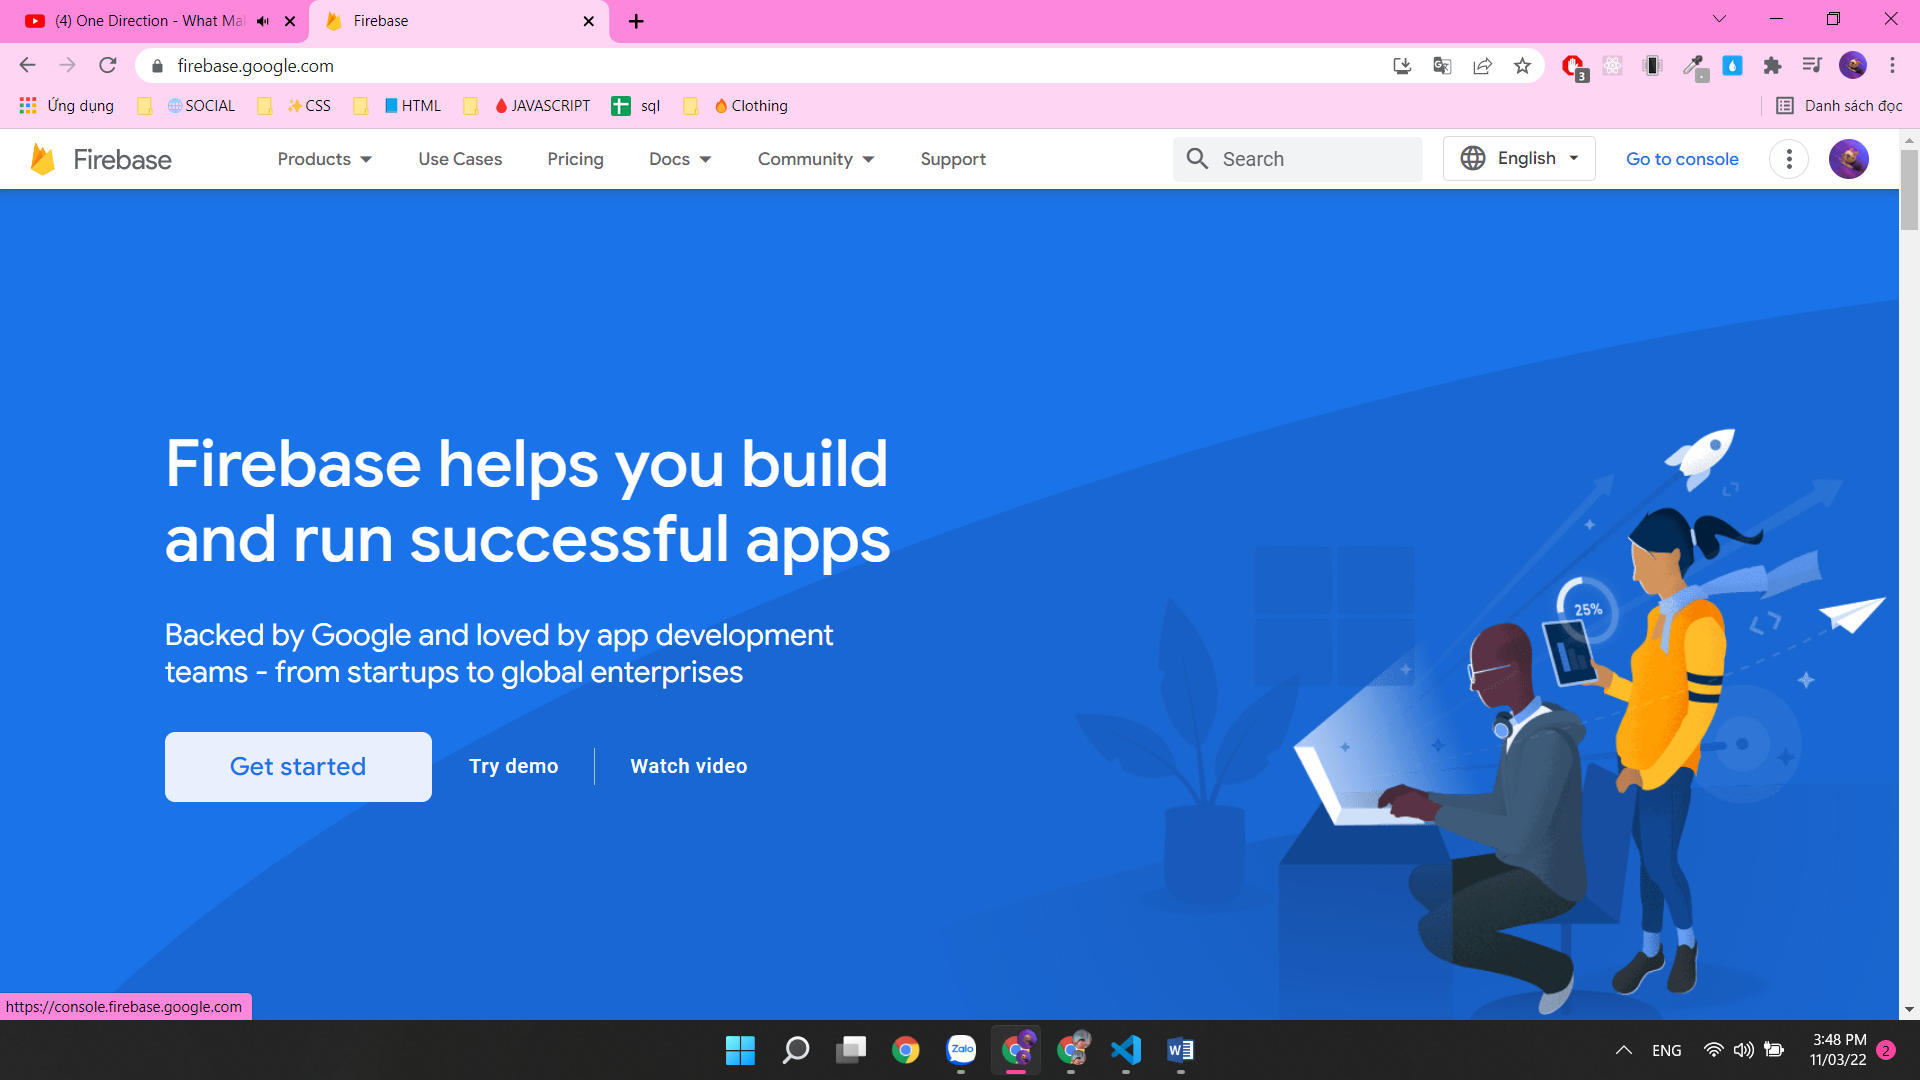 (4) One Direction - What Mal
Firebase
firebase.google.com
3
Ứng dụng
SOCIAL
CSS
HTML
JAVASCRIPT
sql
Clothing
Danh sách đọc
Firebase
Products
Use Cases
Pricing
Docs
Community
Support
Search
English
Go to console
Firebase helps you build
and run successful apps
25%
Backed by Google and loved by app development
teams - from startups to global enterprises
Get started
Try demo
Watch video
https://console.firebase.google.com
Zalo
W
ENG
3:48 PM
11/03/22
2